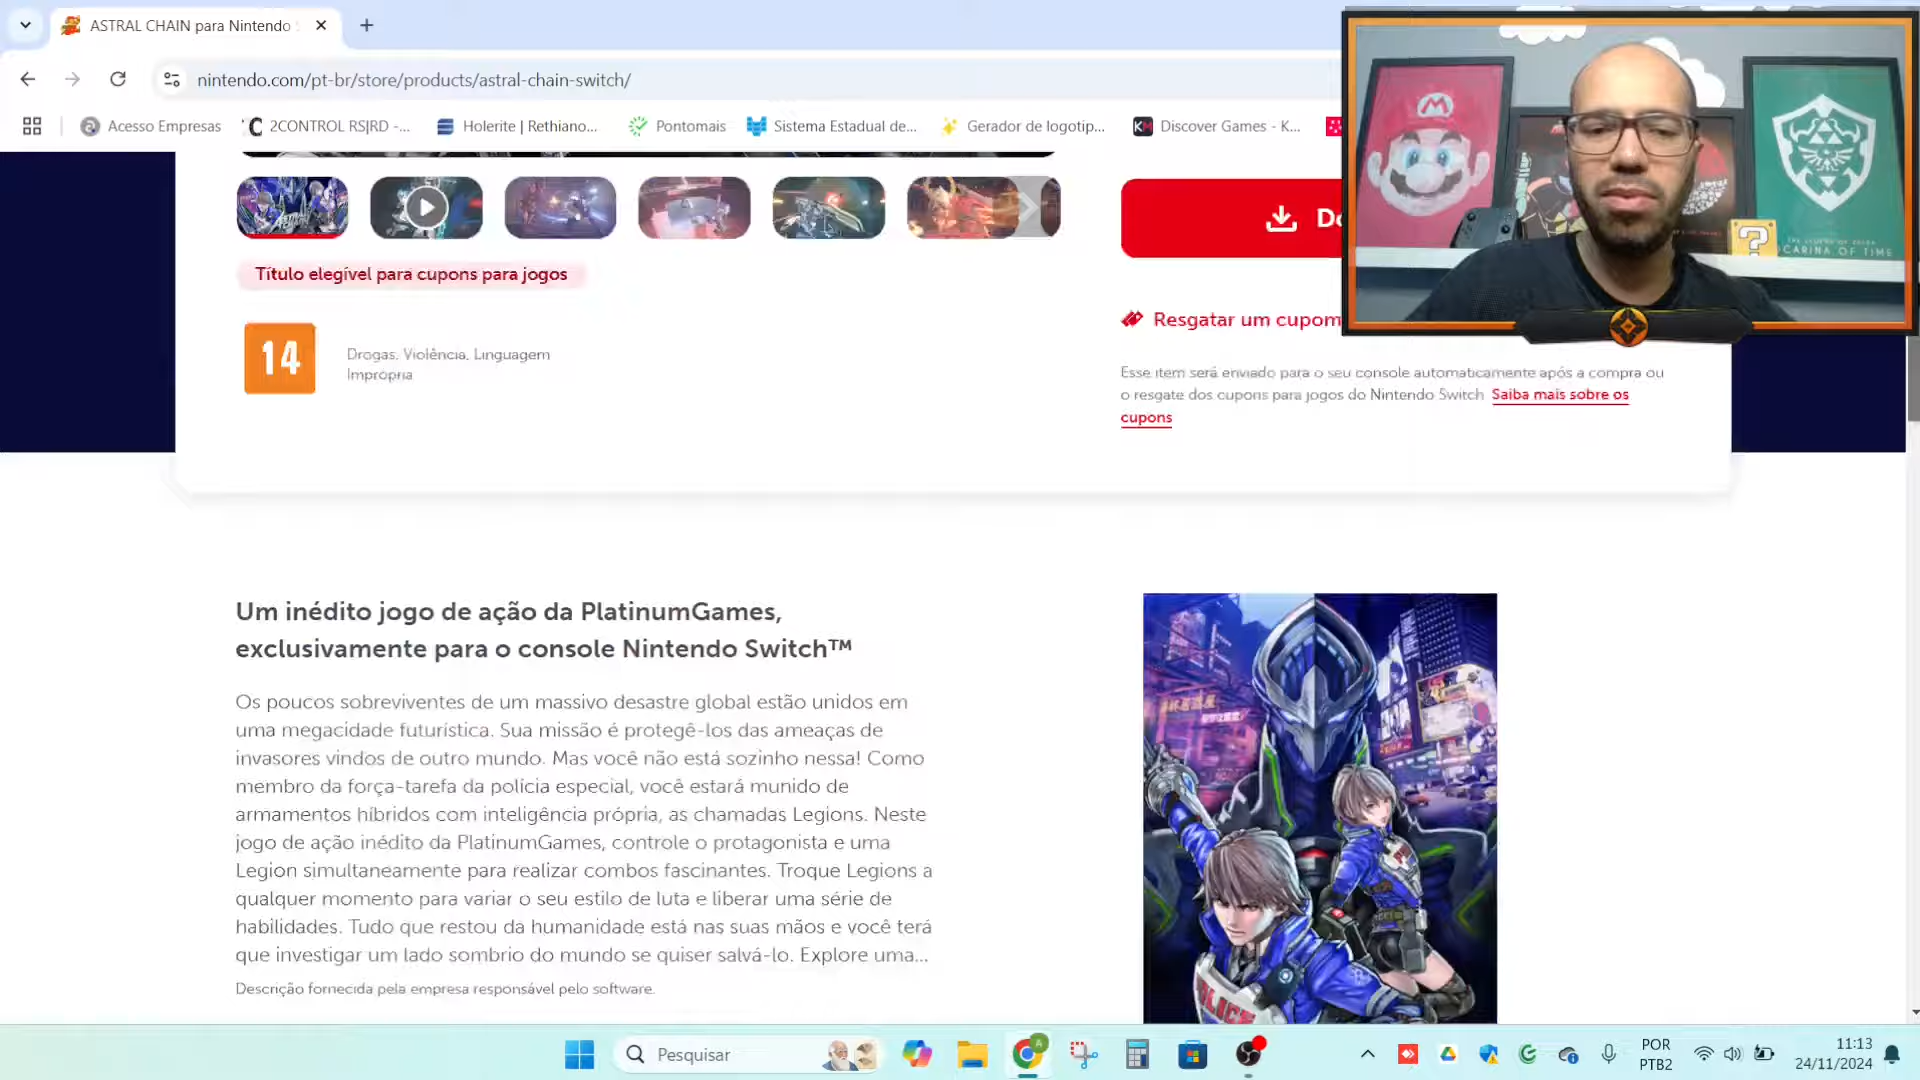 ASTRAL CHAIN para Nintendo
nintendo.com/pt-br/store/products/astral-chain-switch/
Acesso Empresas
2CONTROL RS|RD -...
Holerite | Rethiano...
Pontomais
Sistema Estadual de...
Gerador de logotip...
KM
Discover Games - K...
M
OCARINA OF TIME
Título elegível para cupons para jogos
14
Drogas, Violência, Linguagem
Imprópria
Resgatar um cupom
Esse item será enviado para o seu console automaticamente após a compra ou
o resgate dos cupons para jogos do Nintendo Switch Saiba mais sobre os
cupons
Um inédito jogo de ação da PlatinumGames,
exclusivamente para o console Nintendo Switch™
Os poucos sobreviventes de um massivo desastre global estão unidos em
uma megacidade futurística. Sua missão é protegê-los das ameaças de
invasores vindos de outro mundo. Mas você não está sozinho nessa! Como
membro da força-tarefa da polícia especial, você estará munido de
armamentos híbridos com inteligência própria, as chamadas Legions. Neste
jogo de ação inédito da PlatinumGames, controle o protagonista e uma
Legion simultaneamente para realizar combos fascinantes. Troque Legions a
qualquer momento para variar o seu estilo de luta e liberar uma série de
habilidades. Tudo que restou da humanidade está nas suas mãos e você terá
que investigar um lado sombrio do mundo se quiser salvá-lo. Explore uma...
Descrição fornecida pela empresa responsável pelo software.
POLICE
Pesquisar
POR
PTB2
11:13
24/11/2024